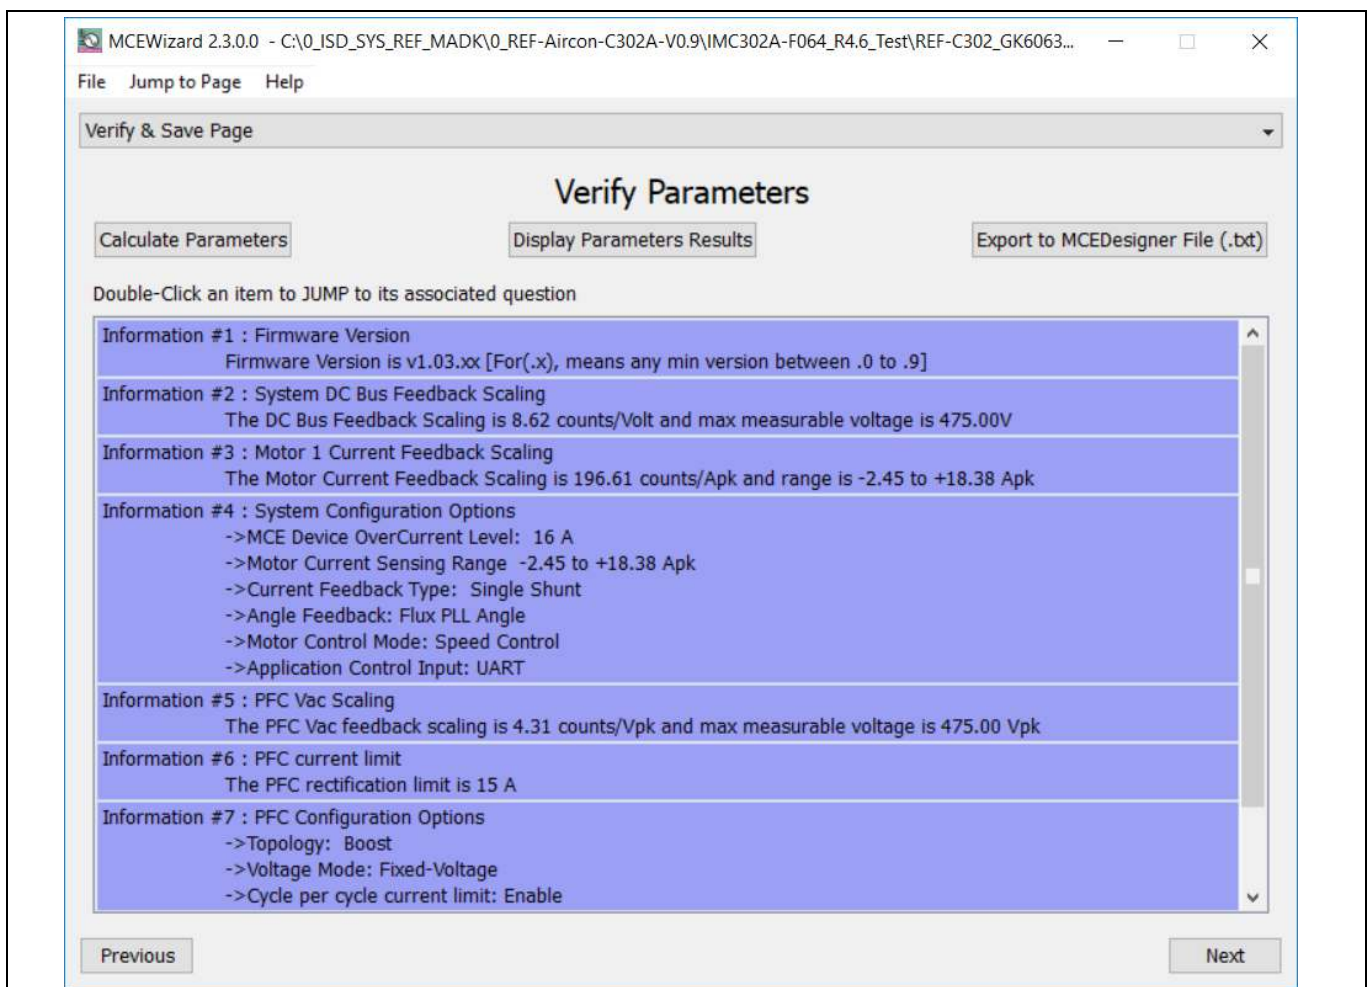 MCEWizard 2.3.0.0 - C:\0_ISD_SYS_REF_MADK\0_REF-Aircon-C302A-V0.9\IMC302A-F064_R4.6_Test\REF-C302_GK6063...
File Jump to Page Help
Verify & Save Page
Verify Parameters
Calculate Parameters Display Parameters Results Export to MCEDesigner File (.txt)
Double-Click an item to JUMP to its associated question
Information #1 : Firmware Version
Firmware Version is v1.03.xx [For(.x), means any min version between .0 to .9]
Information #2 : System DC Bus Feedback Scaling
The DC Bus Feedback Scaling is 8.62 counts/Volt and max measurable voltage is 475.00V
Information #3 : Motor 1 Current Feedback Scaling
The Motor Current Feedback Scaling is 196.61 counts/Apk and range is -2.45 to +18.38 Apk
Information #4 : System Configuration Options
->MCE Device OverCurrent Level: 16 A
->Motor Current Sensing Range -2.45 to +18.38 Apk
->Current Feedback Type: Single Shunt
->Angle Feedback: Flux PLL Angle
->Motor Control Mode: Speed Control
->Application Control Input: UART
Information #5 : PFC Vac Scaling
The PFC Vac feedback scaling is 4.31 counts/Vpk and max measurable voltage is 475.00 Vpk
Information #6 : PFC current limit
The PFC rectification limit is 15 A
Information #7 : PFC Configuration Options
->Topology: Boost
->Voltage Mode: Fixed-Voltage
->Cycle per cycle current limit: Enable
Previous Next